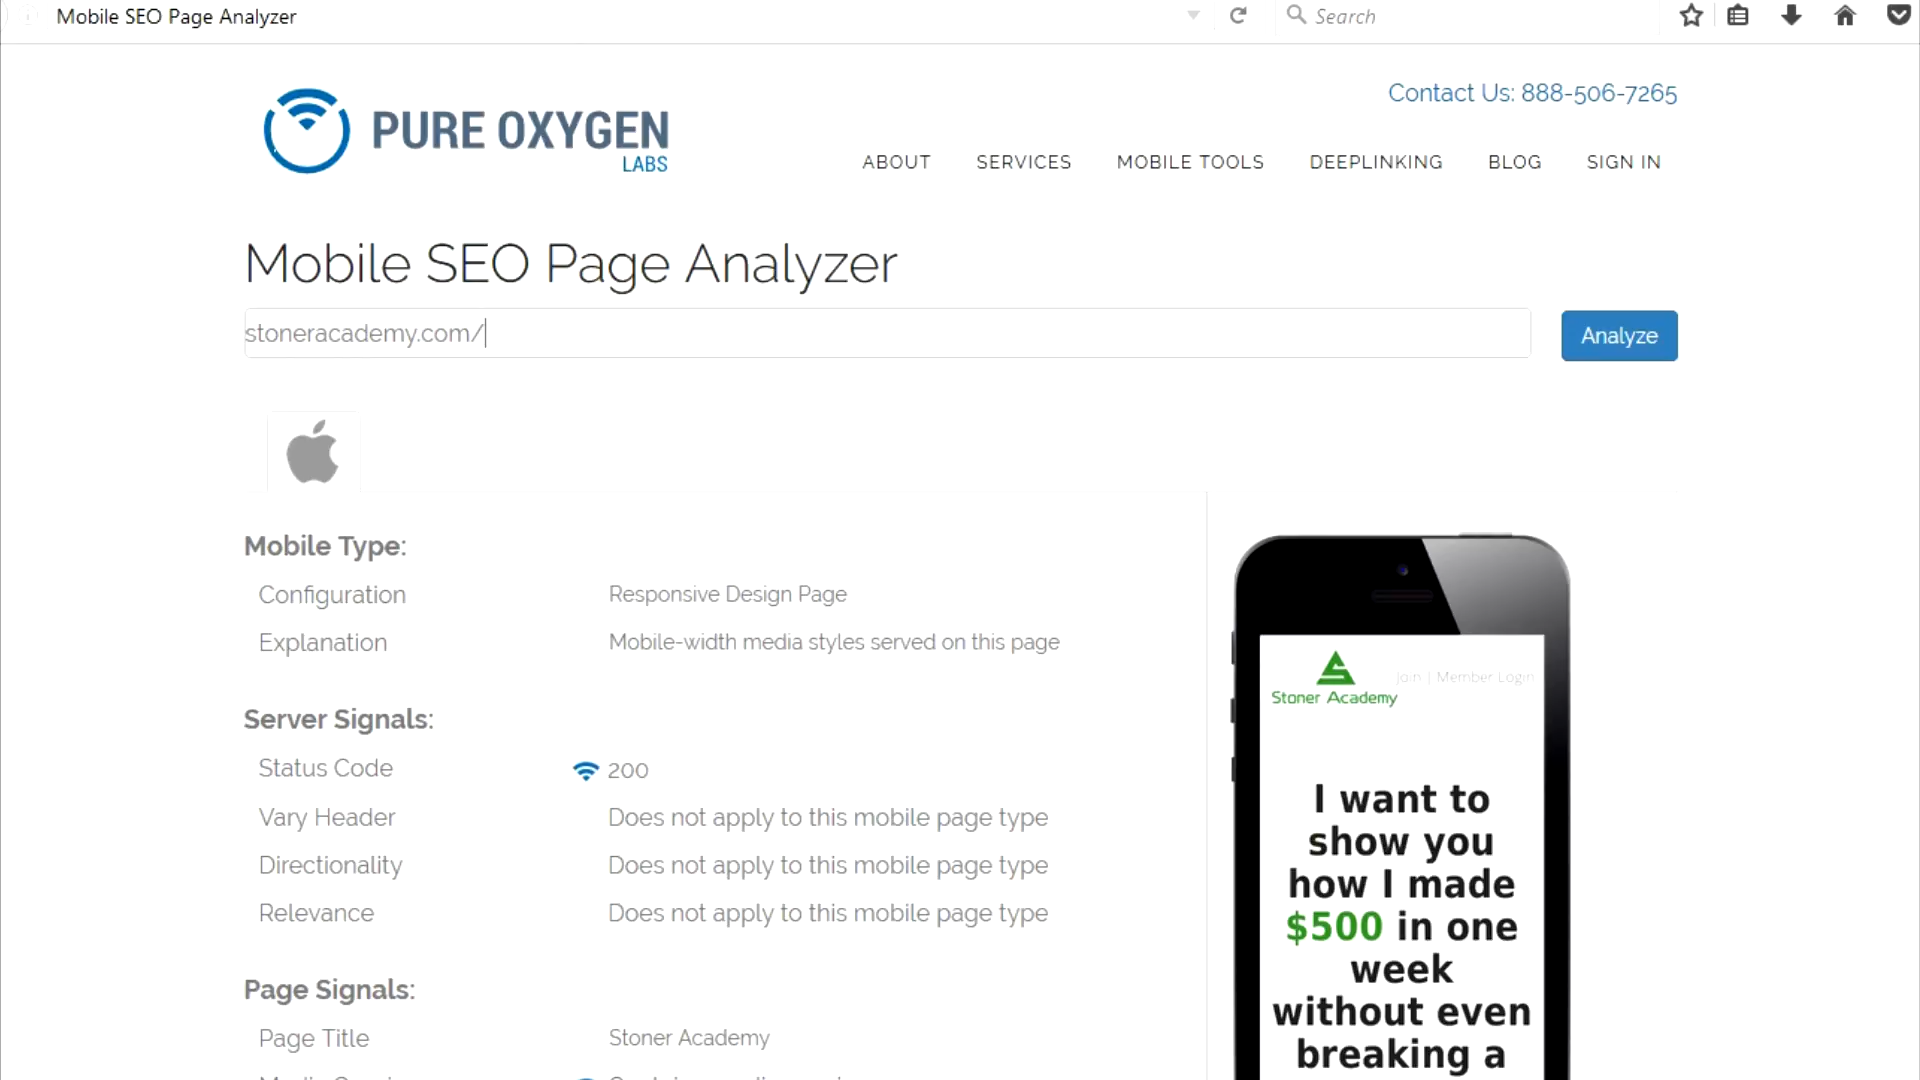 Mobile SEO Page Analyzer
Search
Contact Us: 888-506-7265
PURE OXYGEN
LABS
ABOUT SERVICES MOBILE TOOLS DEEPLINKING BLOG SIGN IN
Mobile SEO Page Analyzer
stoneracademy.com/
Analyze
Mobile Type:
Configuration Responsive Design Page
Explanation Mobile-width media styles served on this page
Server Signals:
Status Code 200
Vary Header Does not apply to this mobile page type
Directionality Does not apply to this mobile page type
Relevance Does not apply to this mobile page type
Page Signals:
Page Title Stoner Academy
Join | Member Login
Stoner Academy
I want to
show you
how I made
$500 in one
week
without even
breaking a